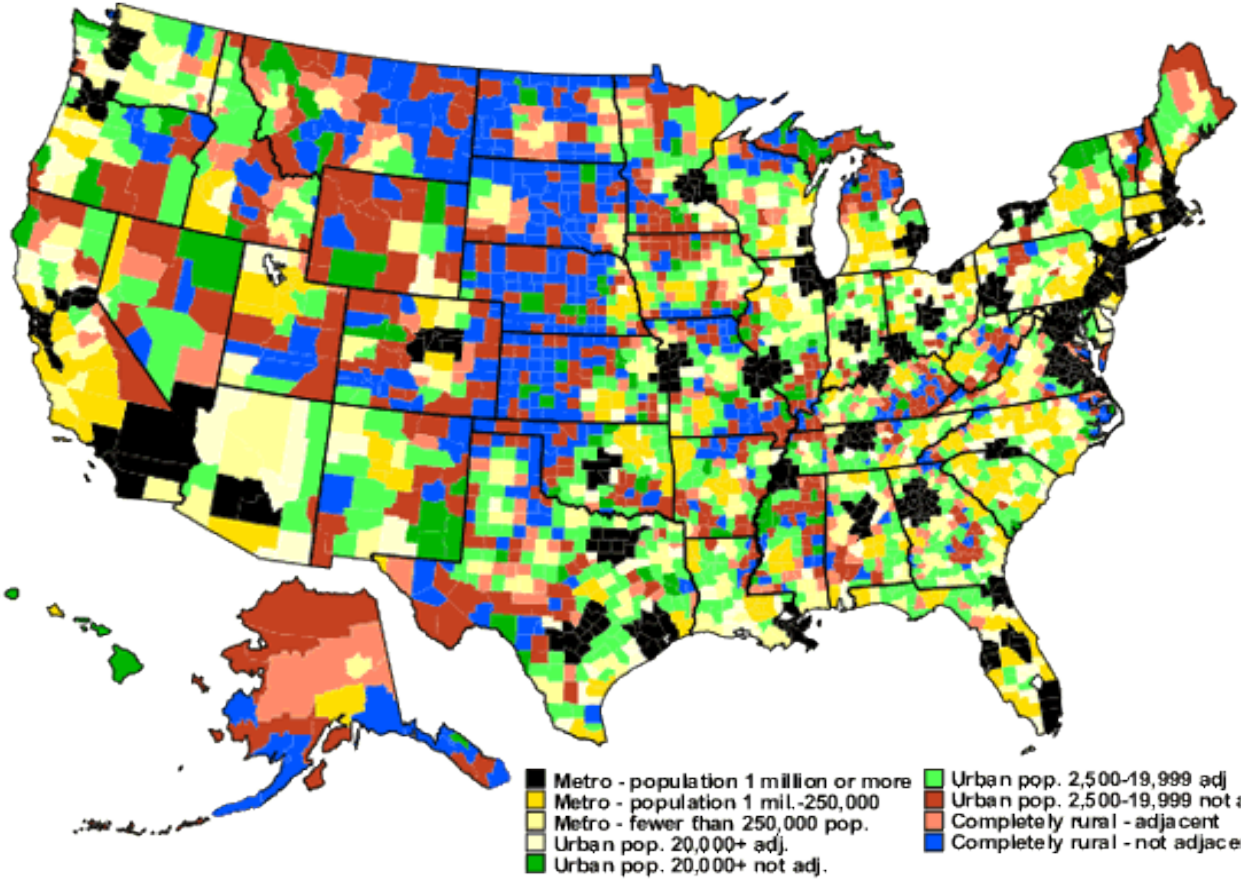 Metro - population 1 million or more
Metro - population 1 mil.-250,000
Metro - fewer than 250,000 pop.
Urban pop. 20,000+ adj.
Urban pop. 20,000+ not adj.
Urban pop. 2,500-19,999 adj
Urban pop. 2,500-19,999 not a
Completely rural - adjacent
Completely rural - not adjace